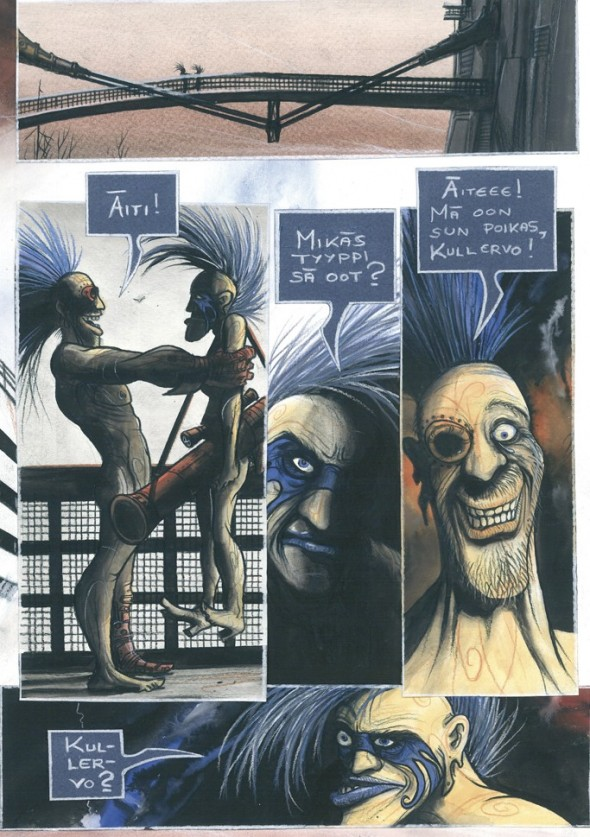 ÄITI!
MIKÄS
TYYPPI
SÄ OOT?
ÄITEEE!
MÄ OON
SUN POIKAS,
KULLERVO!
KUL-
LER-
VO?